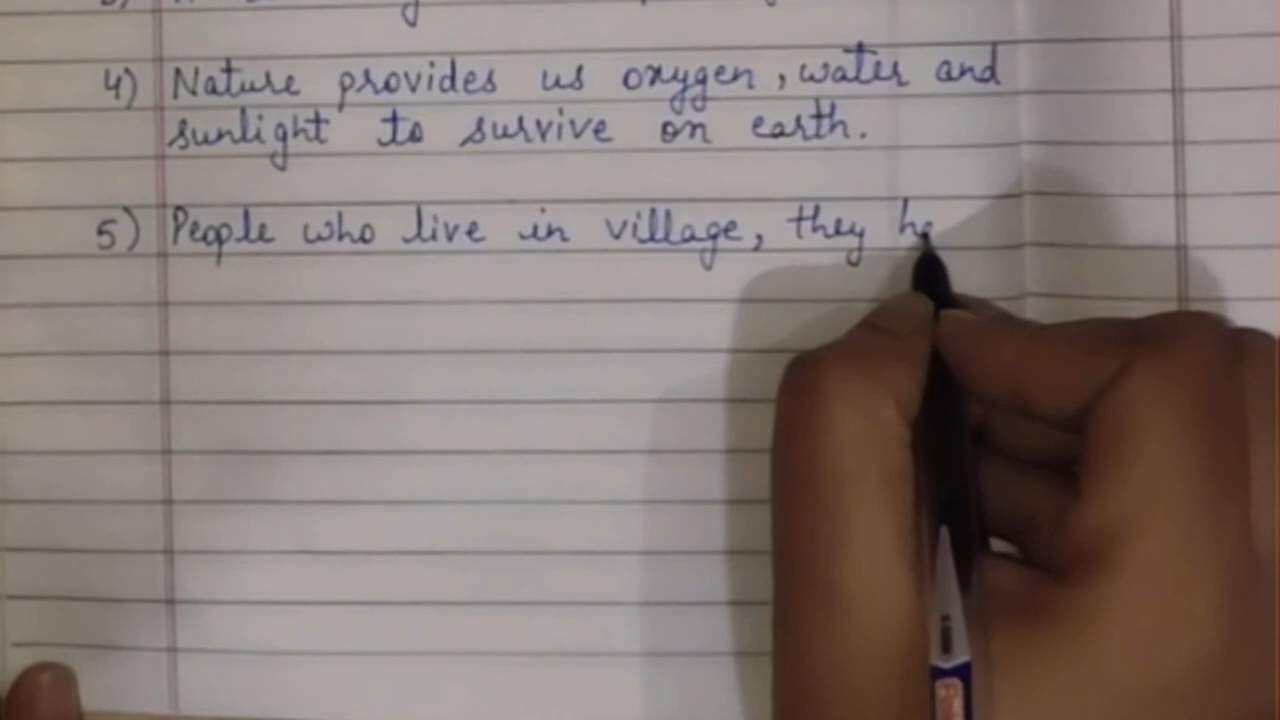 4) Nature provides us oxygen, water and
sunlight to survive on earth.
5) People who live in village, they